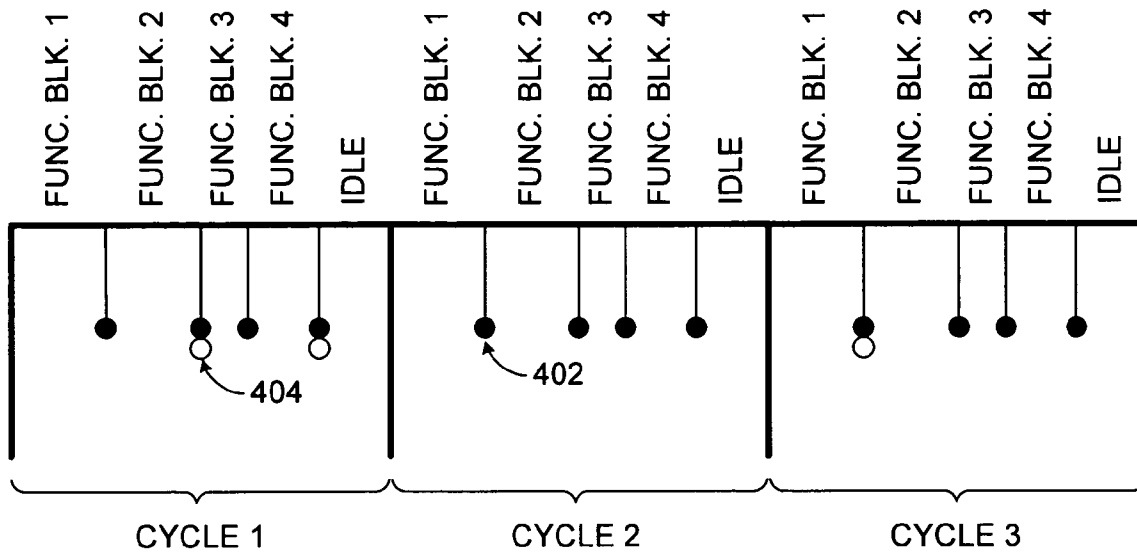 FUNC. BLK. 1
FUNC. BLK. 2
FUNC. BLK. 3
FUNC. BLK. 4
IDLE
FUNC. BLK. 1
FUNC. BLK. 2
FUNC. BLK. 3
FUNC. BLK. 4
IDLE
FUNC. BLK. 1
FUNC. BLK. 2
FUNC. BLK. 3
FUNC. BLK. 4
IDLE
404
402
CYCLE 1
CYCLE 2
CYCLE 3